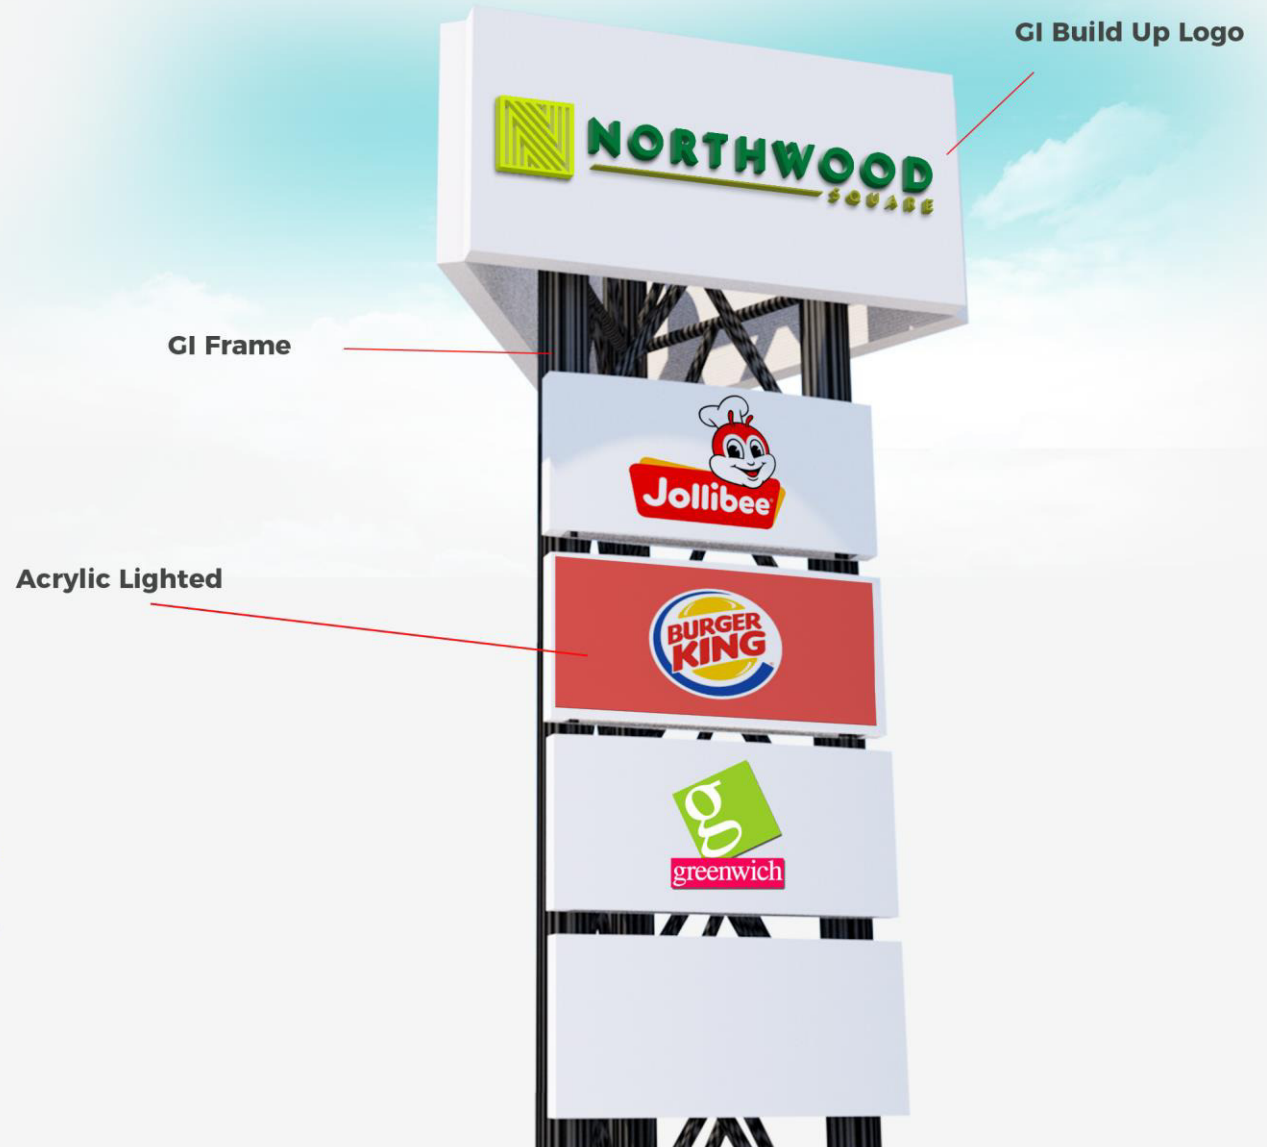 GI Build Up Logo
NORTHWOOD
SQUARE
GI Frame
Jollibee
Acrylic Lighted
BURGER
KING
g
greenwich